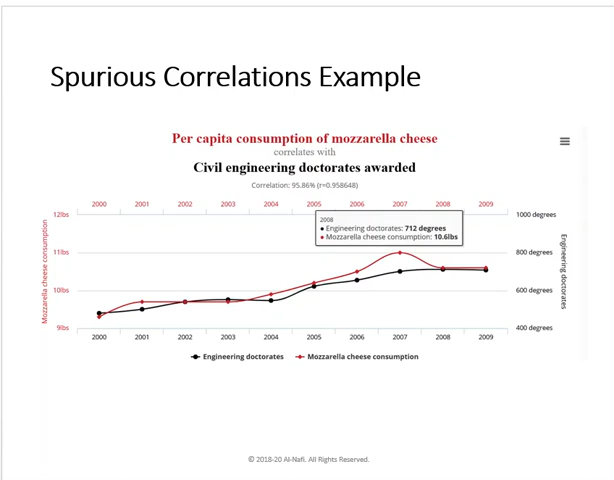 Spurious Correlations Example
Per capita consumption of mozzarella cheese
correlates with
Civil engineering doctorates awarded
Correlation: 95.86% (r=0.958648)
2000 2001 2002 2003 2004 2005 2006 2007 2008 2009
12lbs
11lbs
10lbs
9lbs
Mozzarella cheese consumption
2008
● Engineering doctorates: 712 degrees
● Mozzarella cheese consumption: 10.6lbs
1000 degrees
800 degrees
600 degrees
400 degrees
Engineering doctorates
2000 2001 2002 2003 2004 2005 2006 2007 2008 2009
Engineering doctorates Mozzarella cheese consumption
© 2018-20 Al-Nafi. All Rights Reserved.